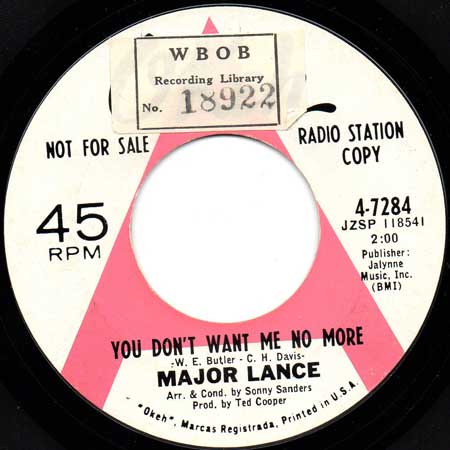 WBOB
Recording Library
No. 18922
NOT FOR SALE
RADIO STATION
COPY
45
RPM
4-7284
JZSP 118541
2:00
Publisher:
Jalynne
Music, Inc.
(BMI)
YOU DON'T WANT ME NO MORE
-W. E. Butler - C. H. Davis-
MAJOR LANCE
Arr. & Cond. by Sonny Sanders
Prod. by Ted Cooper
"Okeh", Marcas Registrada, Printed in U.S.A.